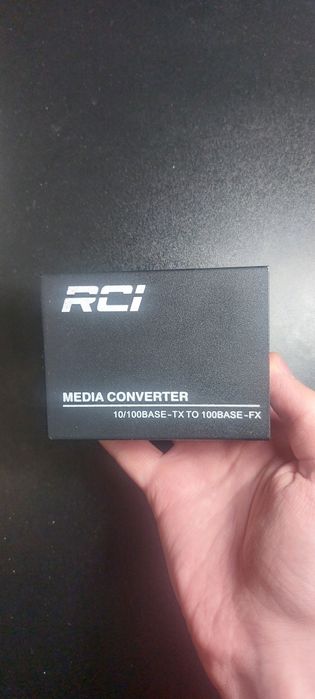 RCI
MEDIA CONVERTER
10/100BASE-TX TO 100BASE-FX